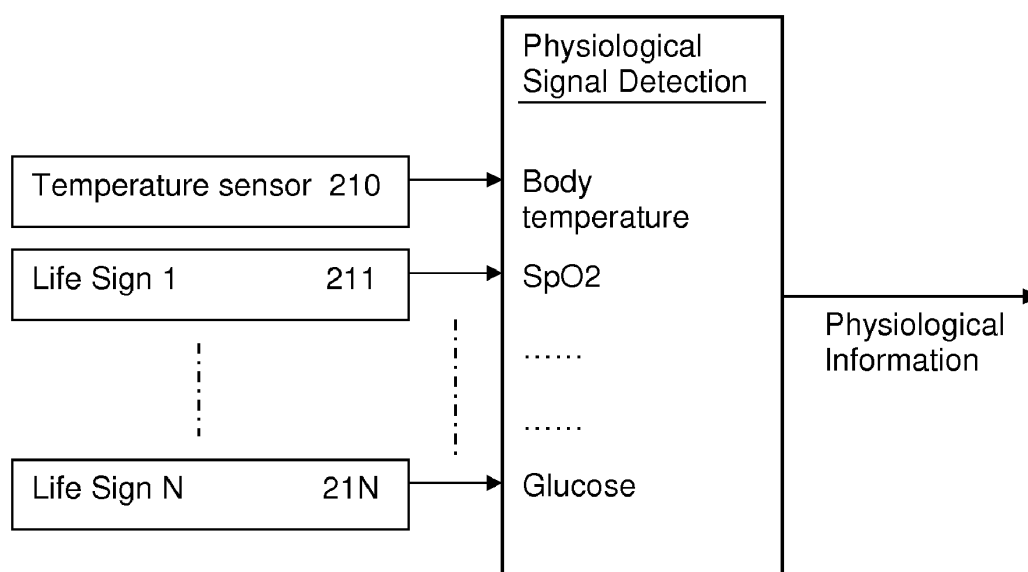 Physiological
Signal Detection
Temperature sensor 210
Body
temperature
Life Sign 1 211
SpO2
Physiological
Information
......
......
Life Sign N 21N
Glucose